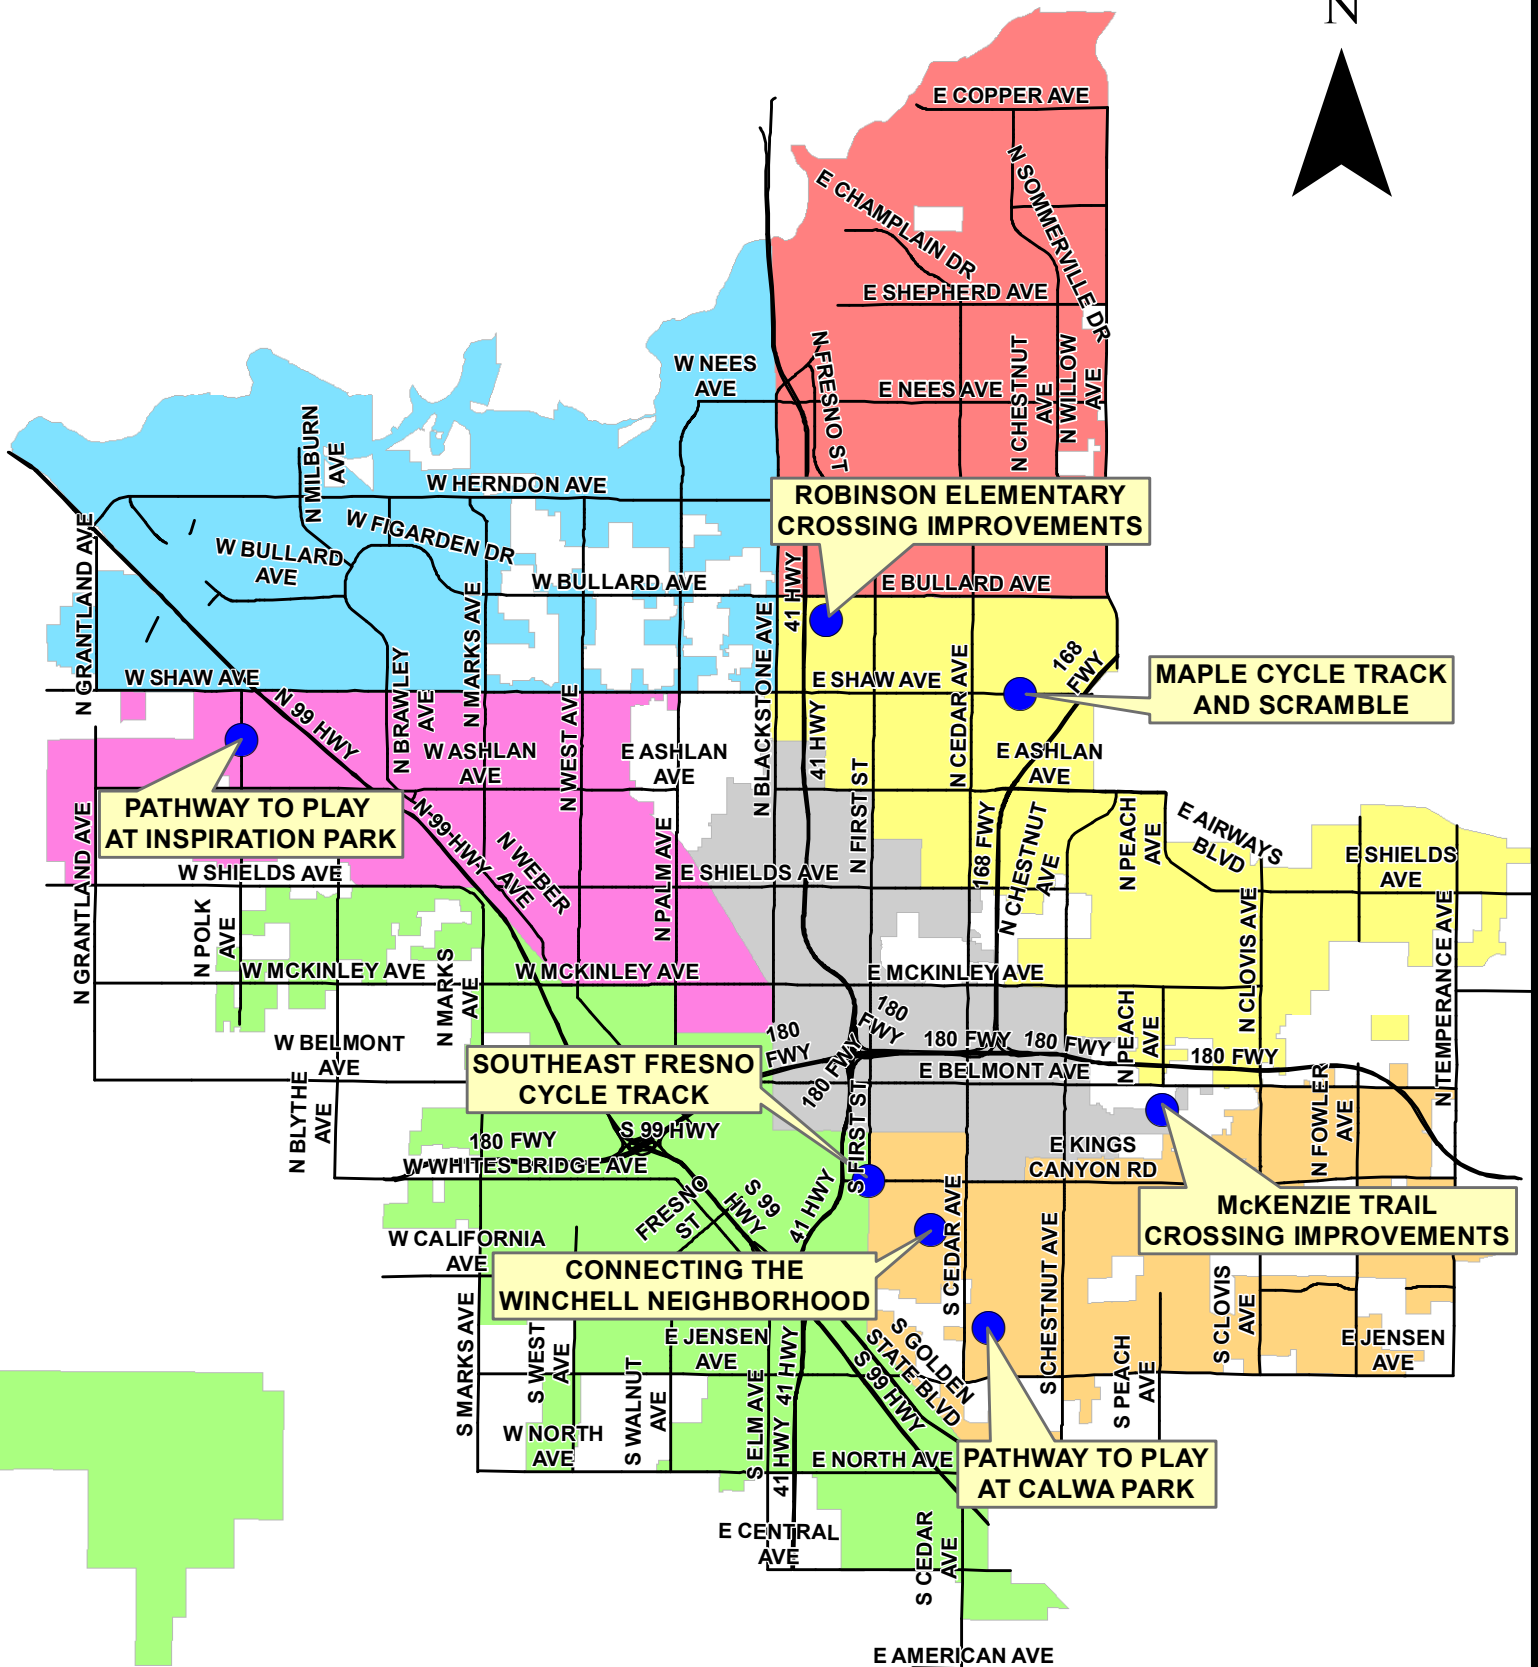 N
E COPPER AVE
N SOMMERVILLE DR
E CHAMPLAIN DR
E SHEPHERD AVE
N FRESNO ST
W NEES
AVE
E NEES AVE
N CHESTNUT
AVE
N WILLOW
AVE
N MILBURN
AVE
W HERNDON AVE
ROBINSON ELEMENTARY
CROSSING IMPROVEMENTS
W FIGARDEN DR
W BULLARD
AVE
W BULLARD AVE
E BULLARD AVE
N GRANTLAND AVE
41 HWY
N MARKS AVE
N BLACKSTONE AVE
N BRAWLEY
AVE
W SHAW AVE
E SHAW AVE
N CEDAR AVE
168
FWY
MAPLE CYCLE TRACK
AND SCRAMBLE
N 99 HWY
N WEST AVE
W ASHLAN
AVE
E ASHLAN
AVE
41 HWY
E ASHLAN
AVE
PATHWAY TO PLAY
AT INSPIRATION PARK
N 99 HWY
N WEBER
AVE
N PALM AVE
N FIRST ST
168 FWY
N CHESTNUT
AVE
N PEACH
AVE
E AIRWAYS
BLVD
E SHIELDS
AVE
N GRANTLAND AVE
W SHIELDS AVE
E SHIELDS AVE
N POLK
AVE
N MARKS
AVE
N CLOVIS AVE
N TEMPERANCE AVE
W MCKINLEY AVE
W MCKINLEY AVE
E MCKINLEY AVE
180
FWY
180
FWY
180 FWY
180 FWY
180 FWY
180 FWY
N PEACH
AVE
W BELMONT
AVE
E BELMONT AVE
SOUTHEAST FRESNO
CYCLE TRACK
N BLYTHE
AVE
S FIRST ST
N FOWLER
AVE
180 FWY
S 99 HWY
W WHITES BRIDGE AVE
E KINGS
CANYON RD
FRESNO
ST
S 99
HWY
41 HWY
S CEDAR AVE
McKENZIE TRAIL
CROSSING IMPROVEMENTS
W CALIFORNIA
AVE
CONNECTING THE
WINCHELL NEIGHBORHOOD
S CHESTNUT AVE
S CLOVIS
AVE
S MARKS AVE
S WEST
AVE
E JENSEN
AVE
41 HWY
S GOLDEN
STATE BLVD
S 99 HWY
S PEACH
AVE
E JENSEN
AVE
S WALNUT
AVE
S ELM AVE
41 HWY
W NORTH
AVE
E NORTH AVE
PATHWAY TO PLAY
AT CALWA PARK
E CENTRAL
AVE
S CEDAR
AVE
E AMERICAN AVE